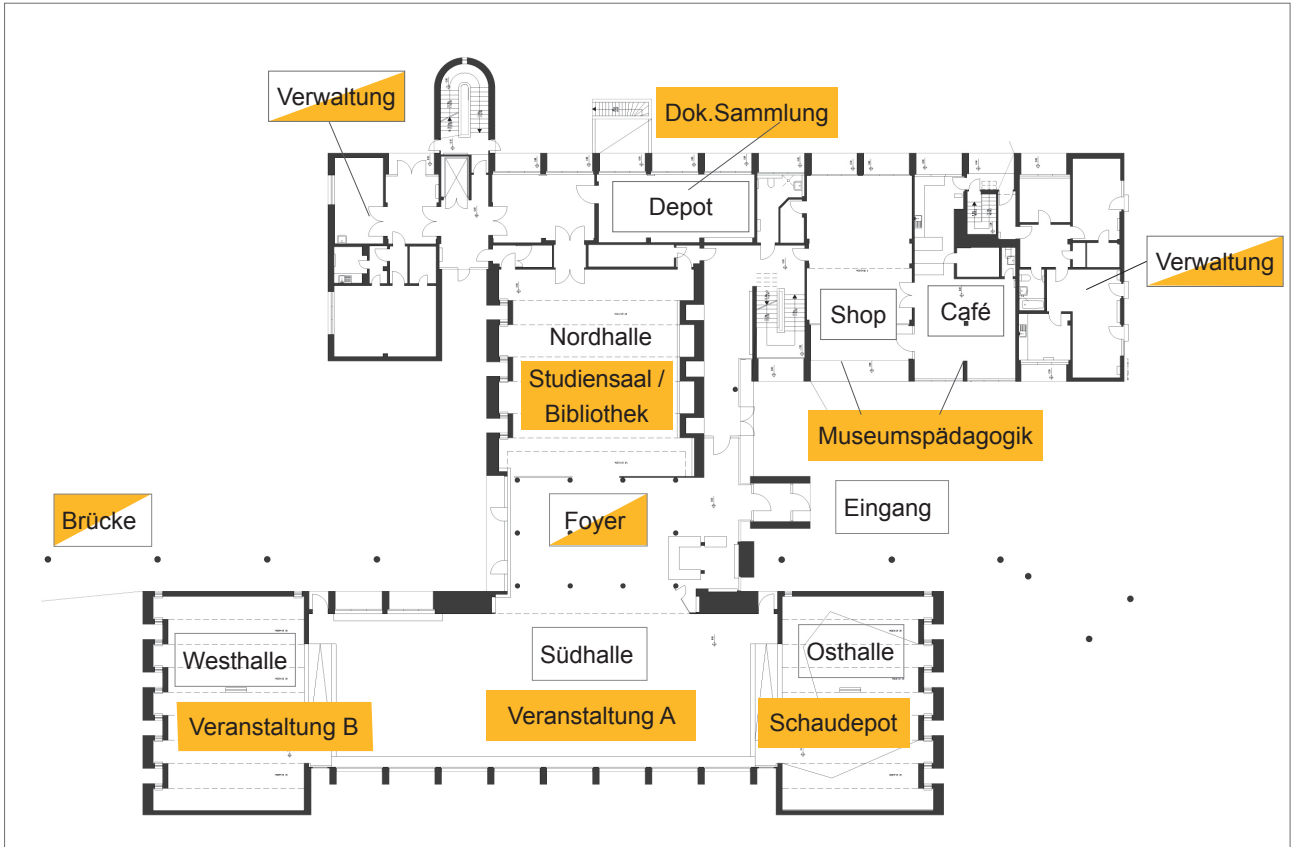 Verwaltung
Dok.Sammlung
Depot
Verwaltung
Shop
Café
Nordhalle
Studiensaal /
Bibliothek
Museumspädagogik
Brücke
Foyer
Eingang
Westhalle
Südhalle
Osthalle
Veranstaltung B
Veranstaltung A
Schaudepot